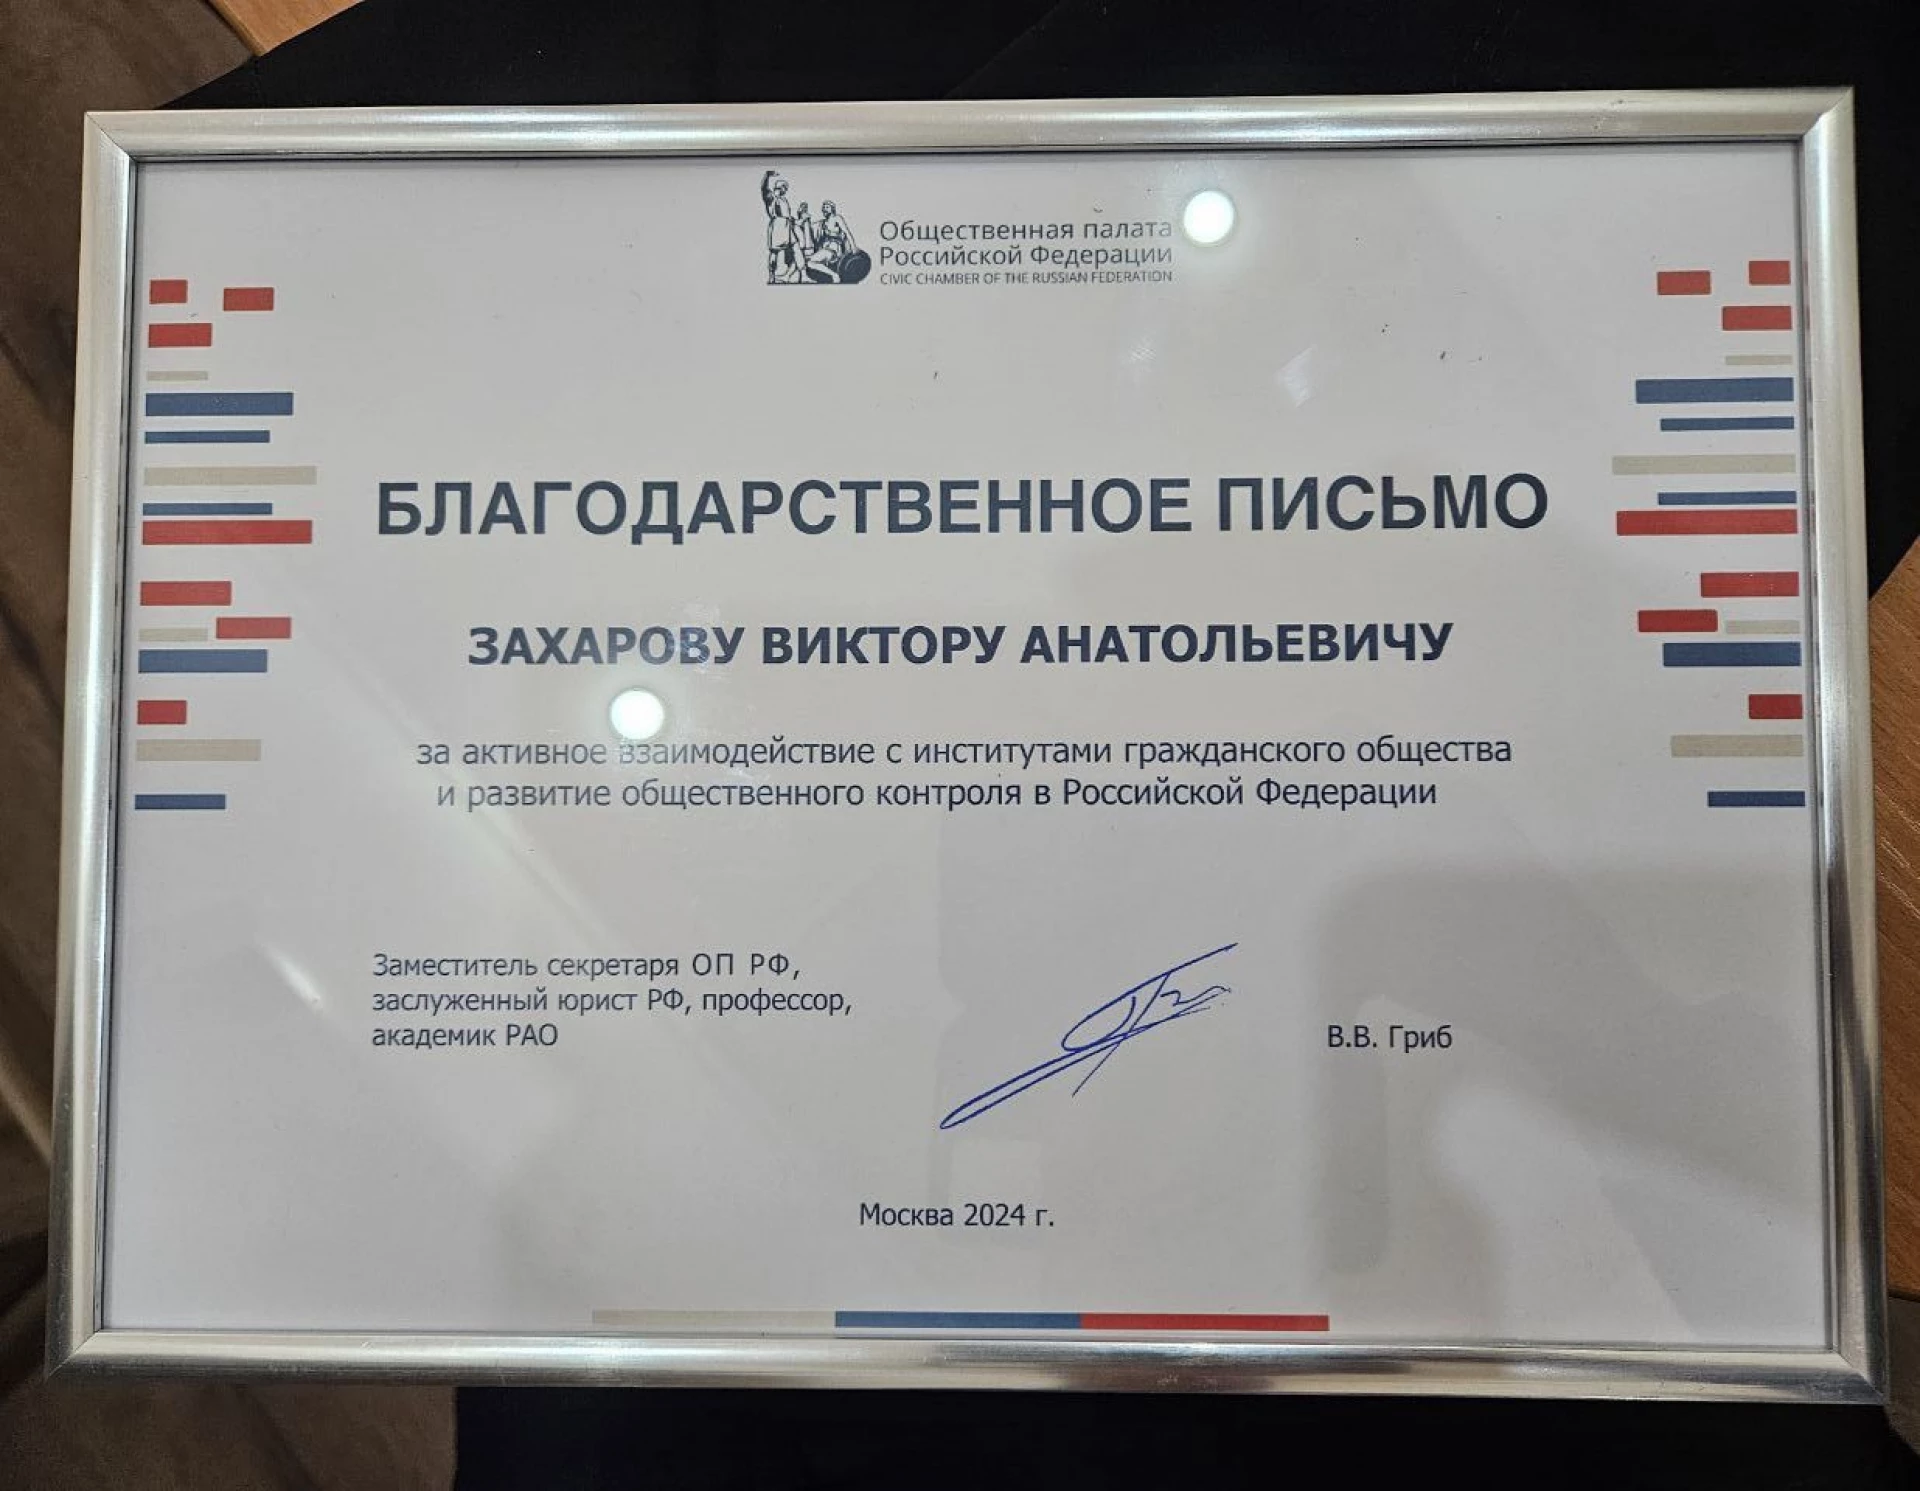 Общественная палата
Российской Федерации
CIVIC CHAMBER OF THE RUSSIAN FEDERATION
БЛАГОДАРСТВЕННОЕ ПИСЬМО
ЗАХАРОВУ ВИКТОРУ АНАТОЛЬЕВИЧУ
за активное взаимодействие с институтами гражданского общества
и развитие общественного контроля в Российской Федерации
Заместитель секретаря ОП РФ,
заслуженный юрист РФ, профессор,
академик РАО
В.В. Гриб
Москва 2024 г.